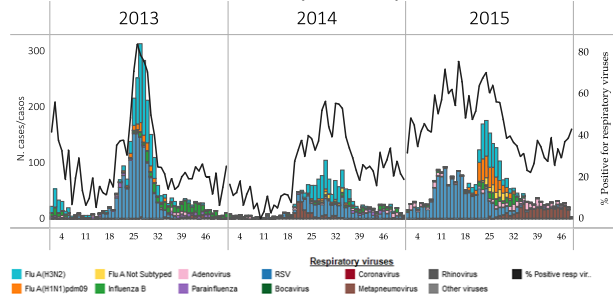 2013 2014 2015
300 80
200 60
40
100 20
0 0
N. cases/casos
% Positive (for respiratory viruses
4 11 18 25 32 39 46 4 11 18 25 32 39 46 4 11 18 25 32 39 46
Respiratory viruses
Flu A(H3N2) Flu A Not Subtyped Adenovirus RSV Coronavirus Rhinovirus % Positive resp vir..
Flu A(H1N1)pdm09 Influenza B Parainfluenza Bocavirus Metapneumovirus Other viruses